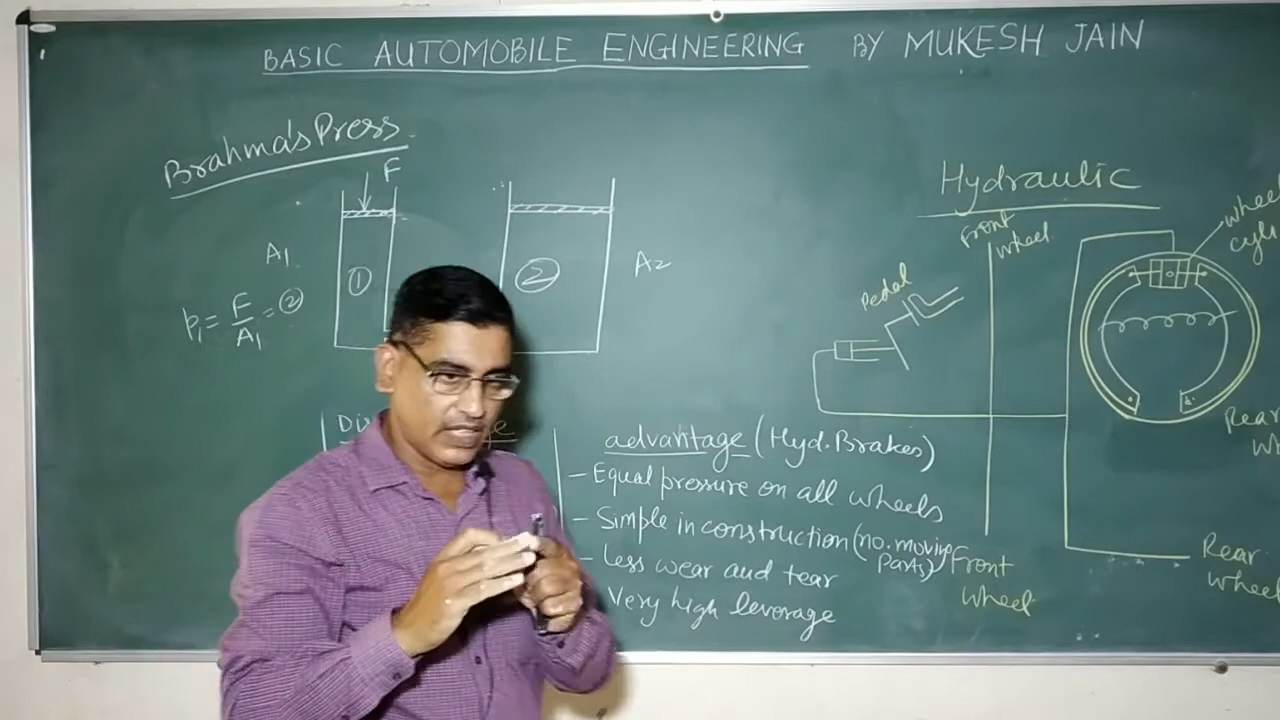 BASIC AUTOMOBILE ENGINEERING BY MUKESH JAIN
Brahma's Press
F
A1
①
②
A2
p1 = F/A1 = ②
advantage (Hyd. Brakes)
- Equal pressure on all wheels
- Simple in construction (no. moving parts)
- Less wear and tear
Very high leverage
Hydraulic
Front wheel
Pedal
wheel
cyli
Rear
Wh
Front
wheel
Rear
wheel